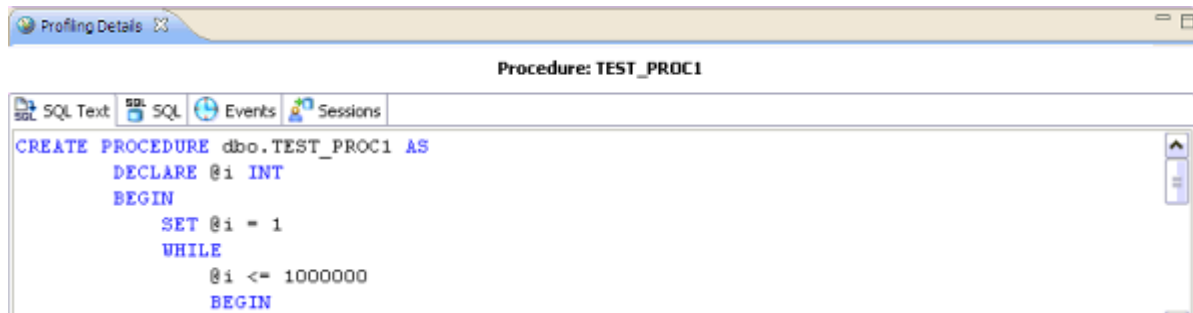 Profiling Details
Procedure: TEST_PROC1
SQL Text SQL Events Sessions
CREATE PROCEDURE dbo.TEST_PROC1 AS
DECLARE @i INT
BEGIN
SET @i = 1
WHILE
@i <= 1000000
BEGIN